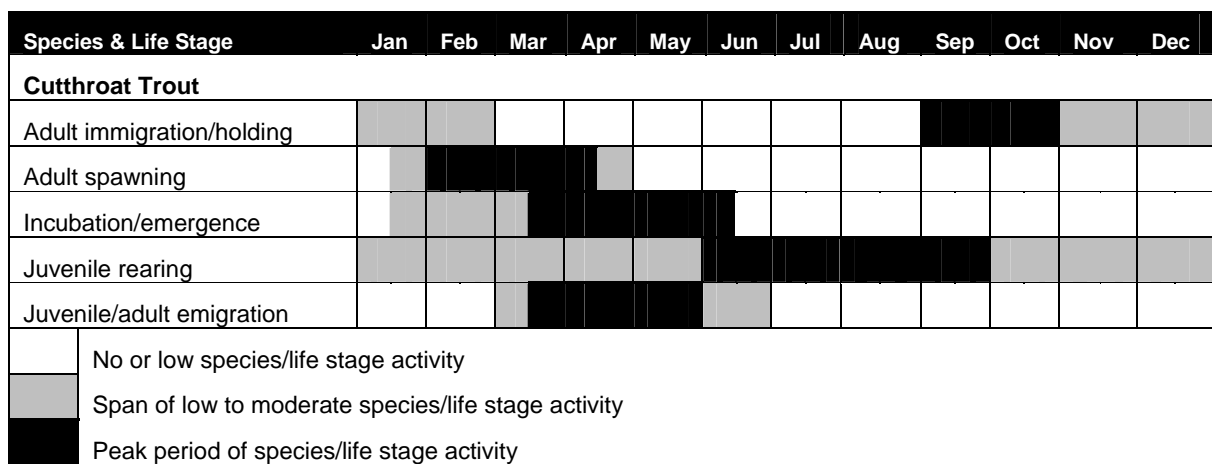 Species & Life Stage Jan Feb Mar Apr May Jun Jul Aug Sep Oct Nov Dec
Cutthroat Trout
Adult immigration/holding
Adult spawning
Incubation/emergence
Juvenile rearing
Juvenile/adult emigration
No or low species/life stage activity
Span of low to moderate species/life stage activity
Peak period of species/life stage activity